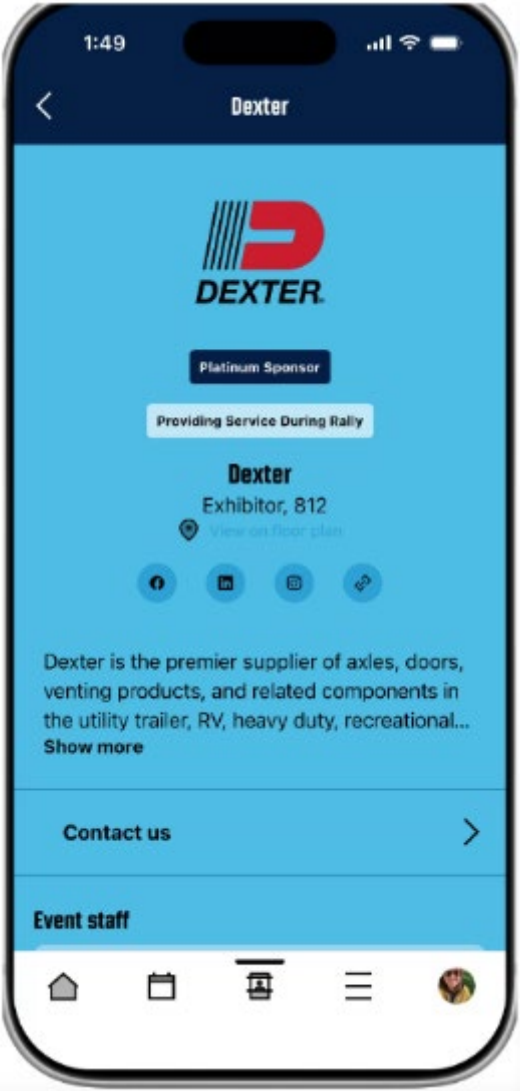 1:49
Dexter
DEXTER
Platinum Sponsor
Providing Service During Rally
Dexter
Exhibitor, 812
View on floor plan
Dexter is the premier supplier of axles, doors,
venting products, and related components in
the utility trailer, RV, heavy duty, recreational...
Show more
Contact us
Event staff